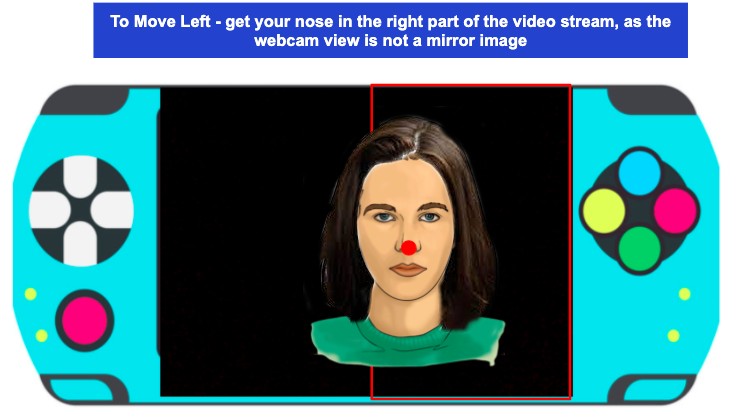 To Move Left - get your nose in the right part of the video stream, as the
webcam view is not a mirror image